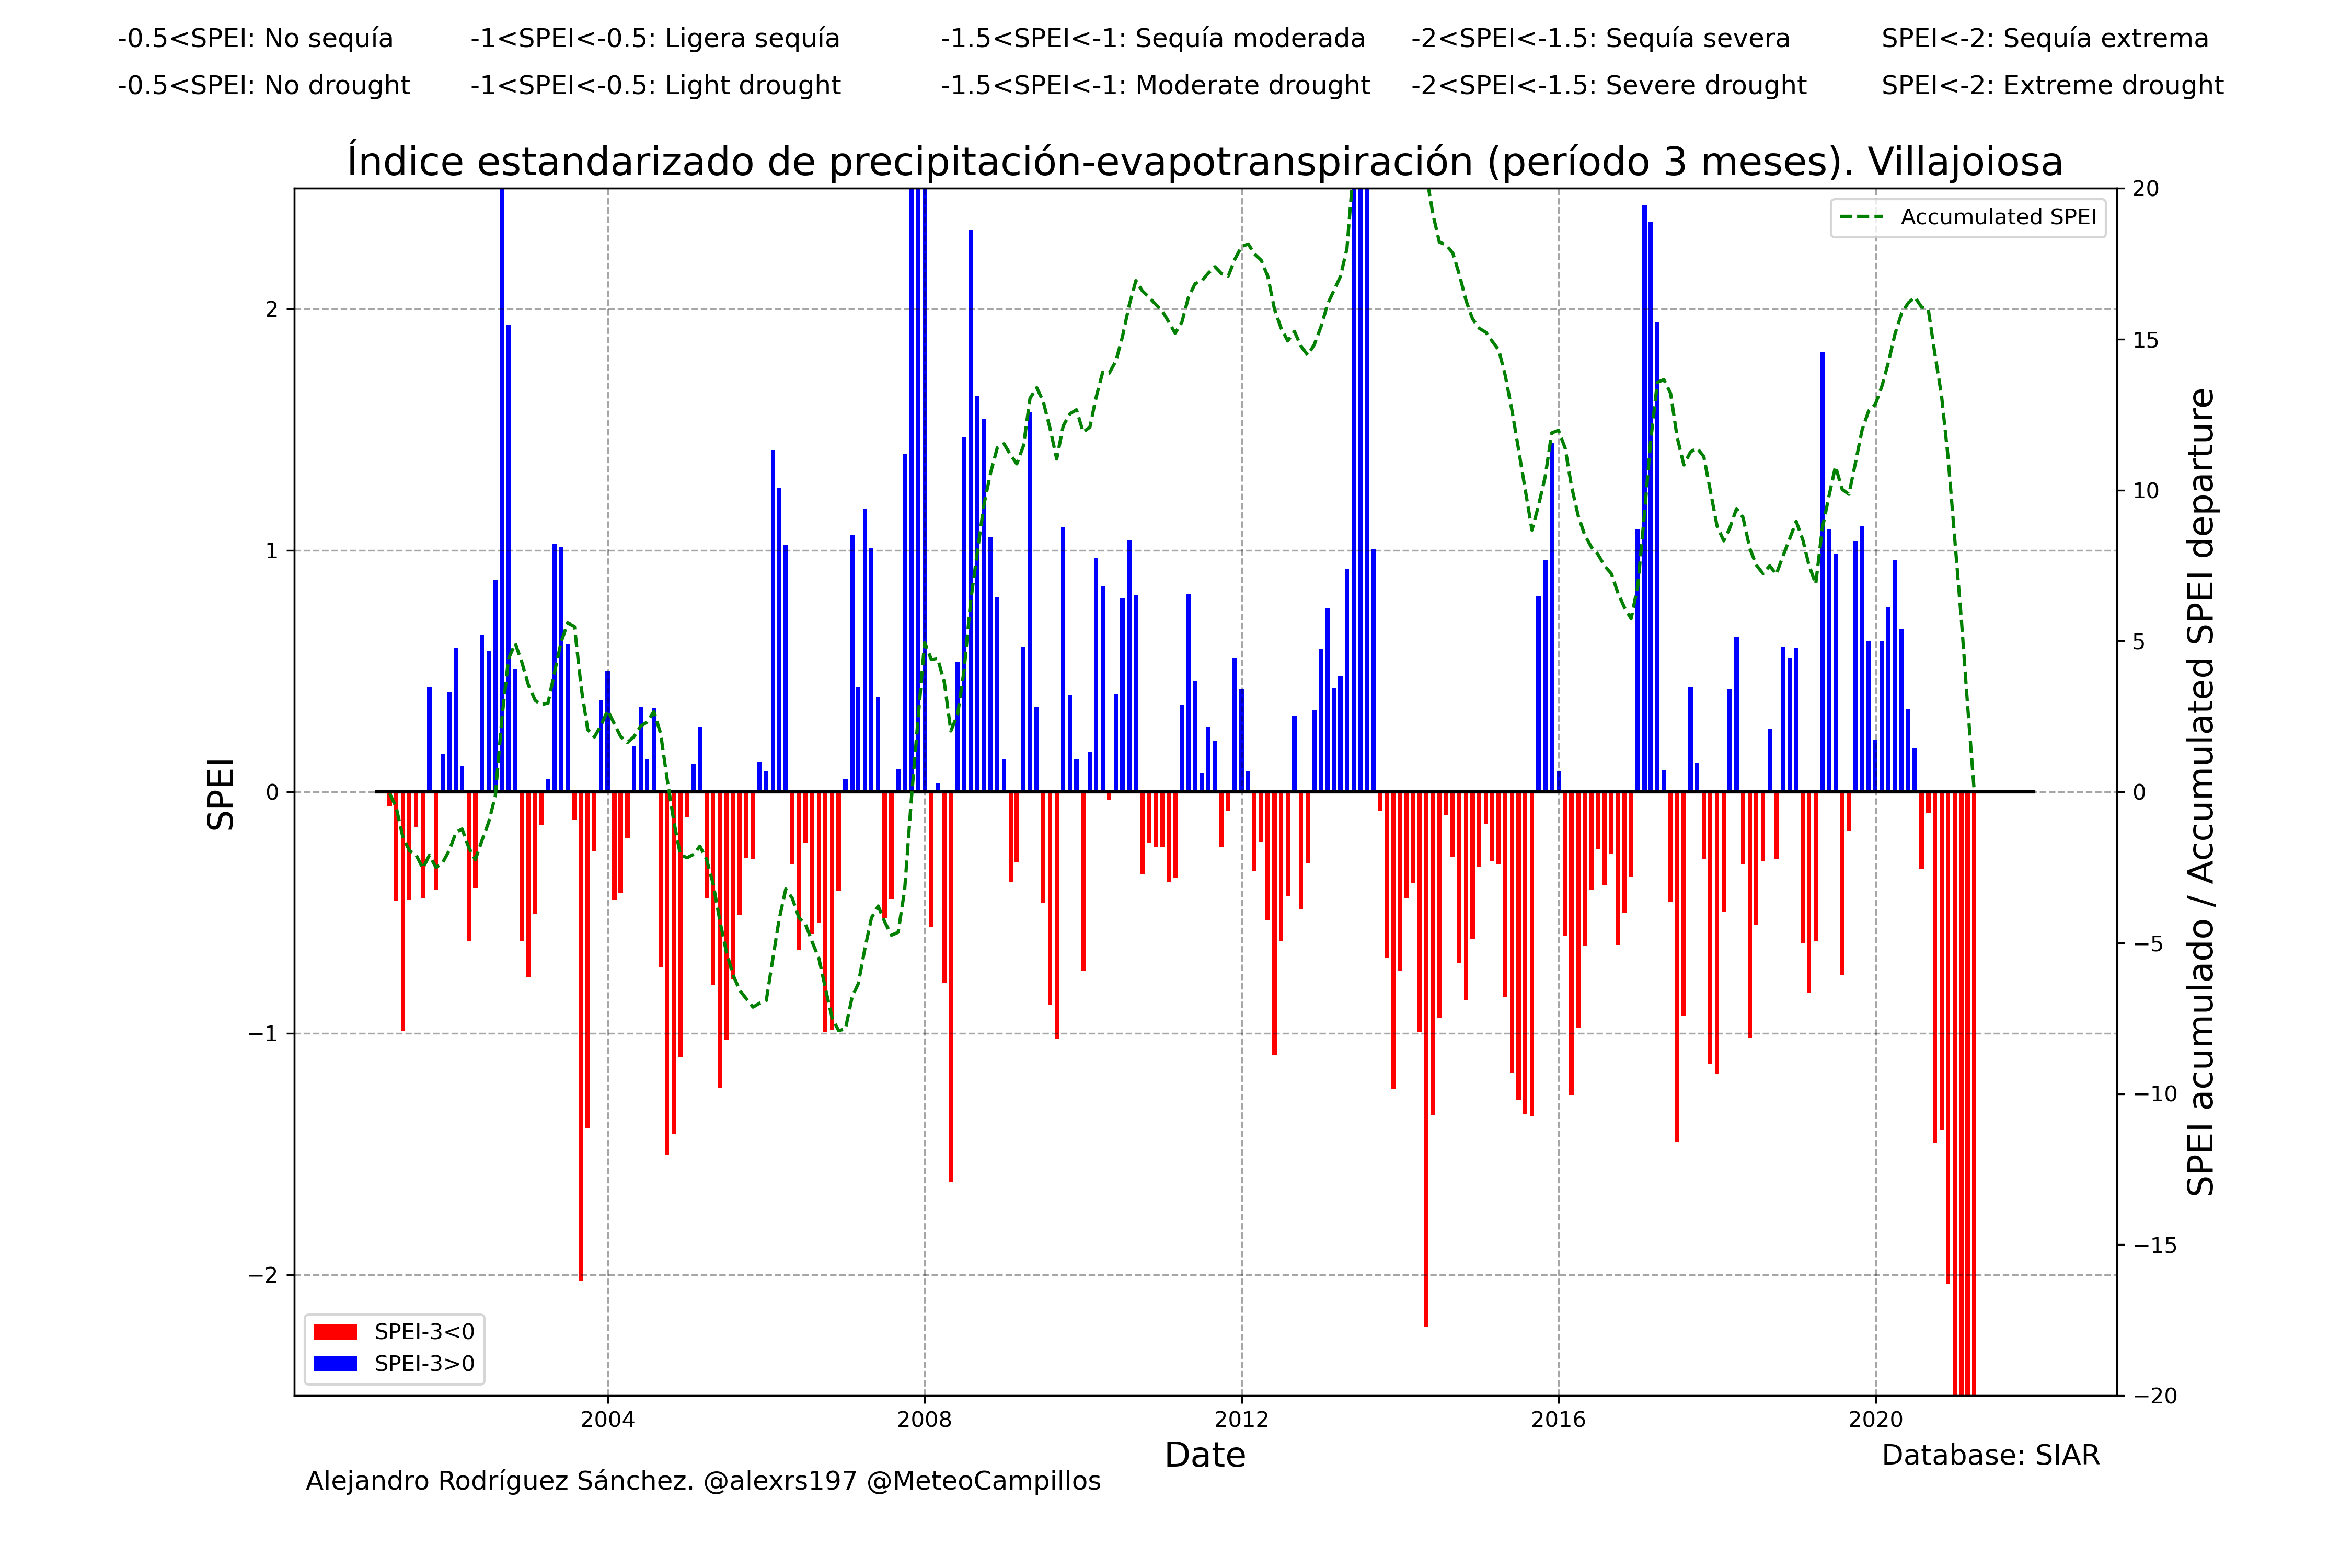 -0.5<SPEI: No sequía -1<SPEI<-0.5: Ligera sequía -1.5<SPEI<-1: Sequía moderada -2<SPEI<-1.5: Sequía severa SPEI<-2: Sequía extrema
-0.5<SPEI: No drought -1<SPEI<-0.5: Light drought -1.5<SPEI<-1: Moderate drought -2<SPEI<-1.5: Severe drought SPEI<-2: Extreme drought
Índice estandarizado de precipitación-evapotranspiración (período 3 meses). Villajoiosa
SPEI
2
1
0
−1
−2
Accumulated SPEI
20
15
10
5
0
−5
−10
−15
−20
SPEI acumulado / Accumulated SPEI departure
SPEI-3<0
SPEI-3>0
2004 2008 2012 2016 2020
Date
Database: SIAR
Alejandro Rodríguez Sánchez. @alexrs197 @MeteoCampillos